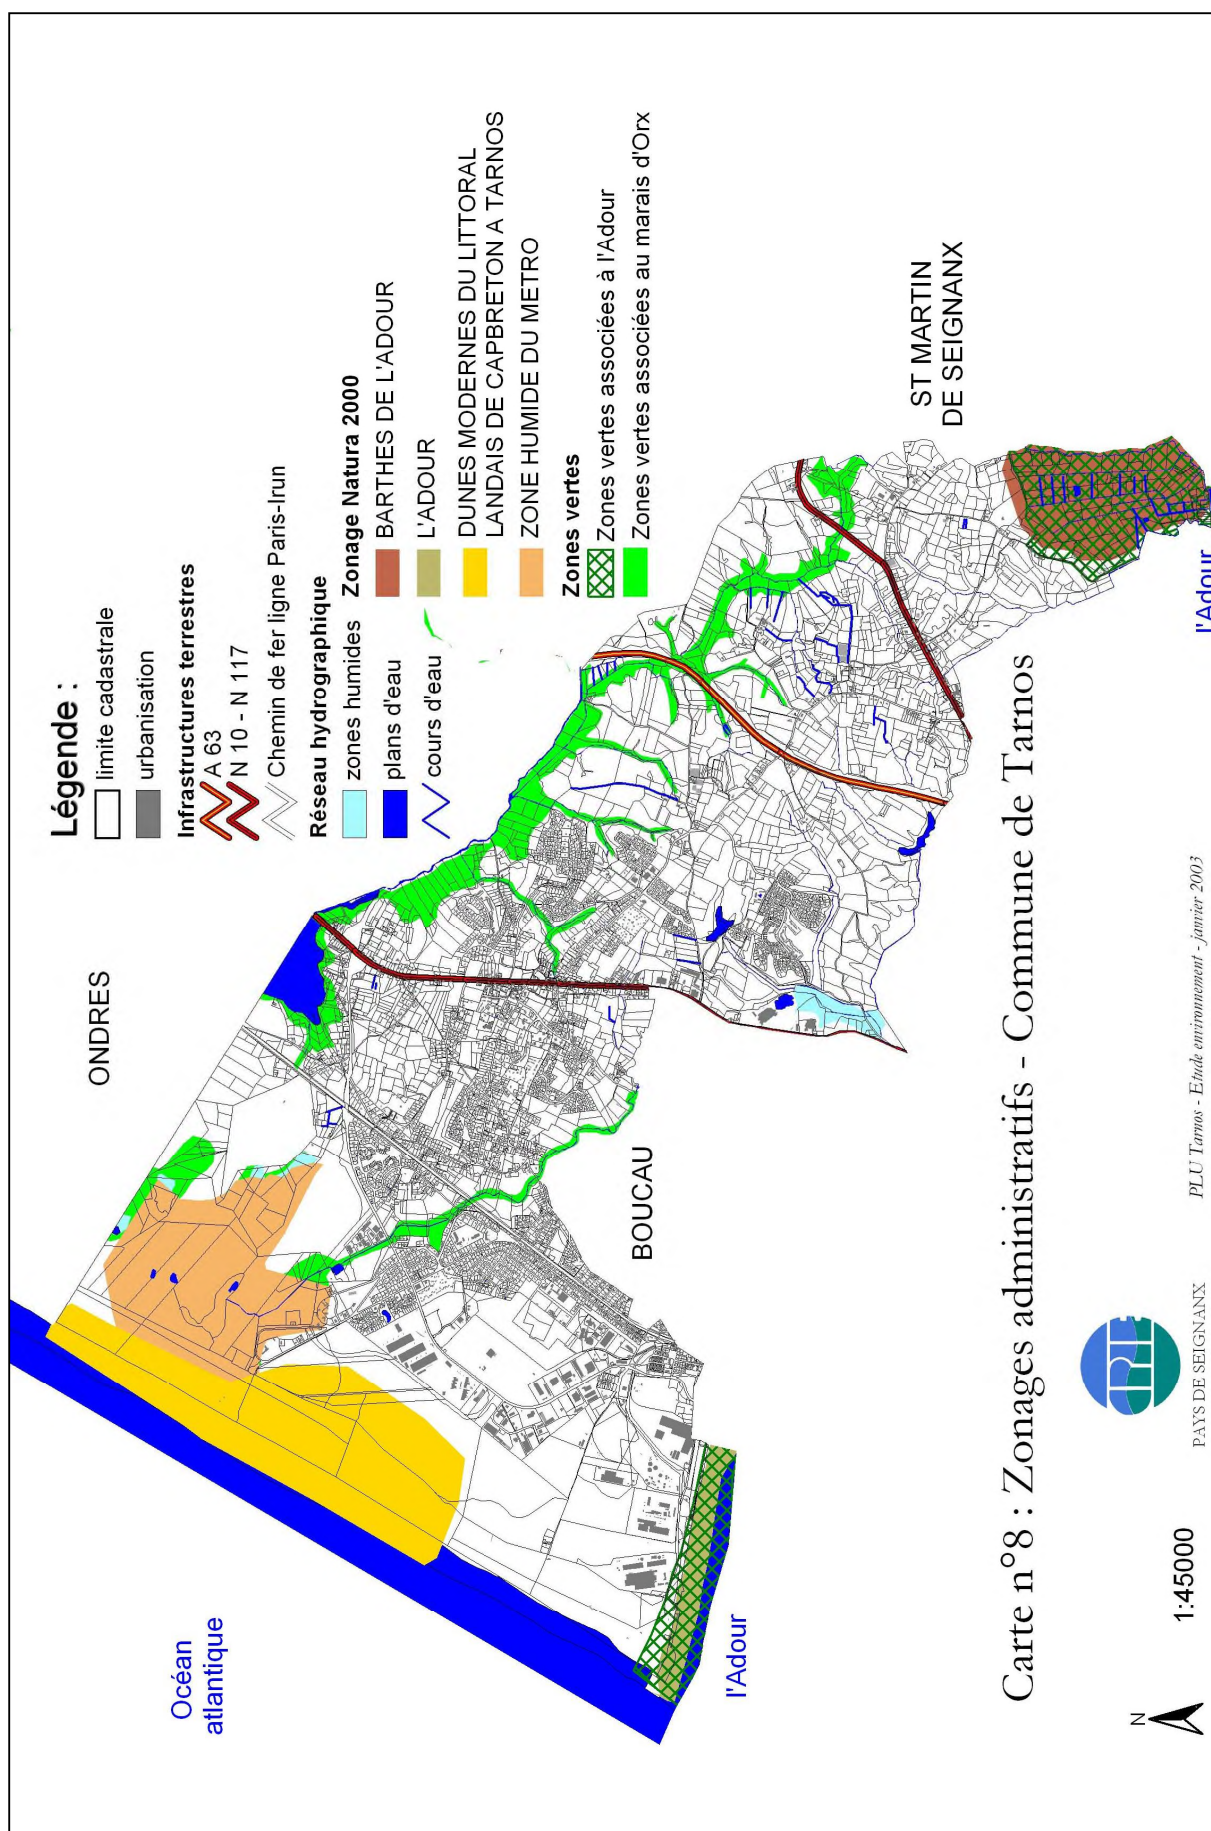 Légende :
limite cadastrale
urbanisation
Infrastructures terrestres
A 63
N 10 - N 117
Chemin de fer ligne Paris-Irun
Réseau hydrographique
zones humides
plans d'eau
cours d'eau
Zonage Natura 2000
BARTHES DE L'ADOUR
L'ADOUR
DUNES MODERNES DU LITTORAL
LANDAIS DE CAPBRETON A TARNOS
ZONE HUMIDE DU METRO
Zones vertes
Zones vertes associées à l'Adour
Zones vertes associées au marais d'Orx
ONDRES
Océan
atlantique
BOUCAU
ST MARTIN
DE SEIGNANX
l'Adour
l'Adour
Carte n°8 : Zonages administratifs - Commune de Tarnos
N
1:45000
PAYS DE SEIGNANX
PLU Tarnos - Etude environnement - janvier 2003